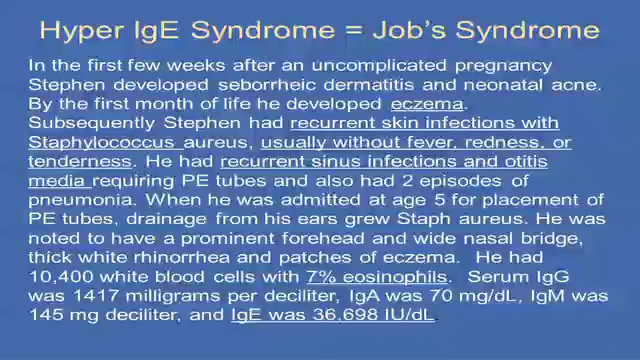 Hyper IgE Syndrome = Job's Syndrome
In the first few weeks after an uncomplicated pregnancy
Stephen developed seborrheic dermatitis and neonatal acne.
By the first month of life he developed eczema.
Subsequently Stephen had recurrent skin infections with
Staphylococcus aureus, usually without fever, redness, or
tenderness. He had recurrent sinus infections and otitis
media requiring PE tubes and also had 2 episodes of
pneumonia. When he was admitted at age 5 for placement of
PE tubes, drainage from his ears grew Staph aureus. He was
noted to have a prominent forehead and wide nasal bridge,
thick white rhinorrhea and patches of eczema. He had
10,400 white blood cells with 7% eosinophils. Serum IgG
was 1417 milligrams per deciliter, IgA was 70 mg/dL, IgM was
145 mg deciliter, and IgE was 36,698 IU/dL.